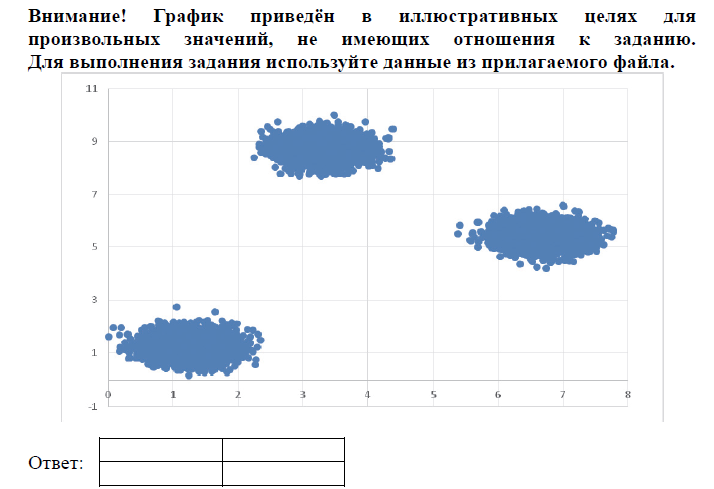 Внимание! График приведён в иллюстративных целях для
произвольных значений, не имеющих отношения к заданию.
Для выполнения задания используйте данные из прилагаемого файла.
11
9
7
5
3
1
-1
0 1 2 3 4 5 6 7 8
Ответ: